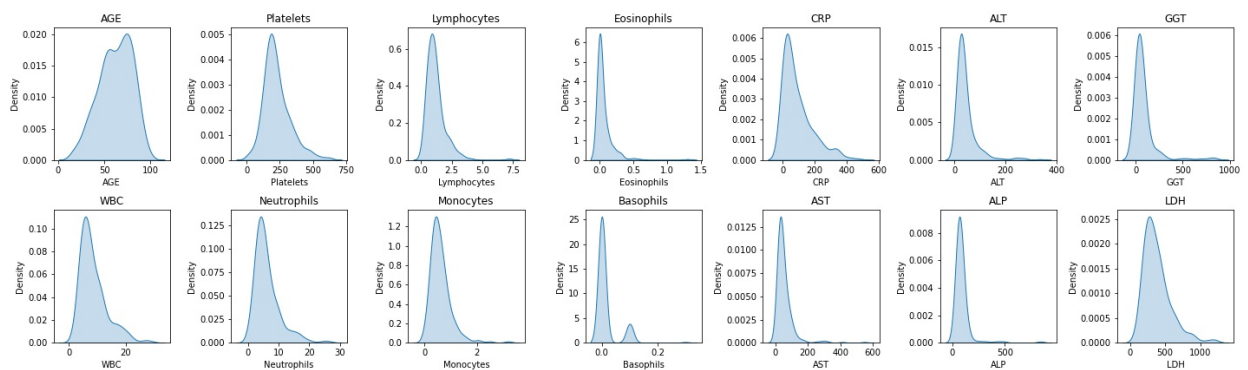 AGE Platelets Lymphocytes Eosinophils CRP ALT GGT
Density Density Density Density Density Density Density
0.020 0.005 0.6 6 0.006 0.015 0.006
0.015 0.004 0.4 5 0.005 0.010 0.005
0.010 0.003 0.2 4 0.004 0.005 0.004
0.005 0.002 0.0 3 0.003 0.000 0.003
0.000 0.001 2 0.002 0.002
0.000 1 0.001 0.001
0 0.000 0.000
0 50 100 0 250 500 750 0.0 2.5 5.0 7.5 0.0 0.5 1.0 1.5 0 200 400 600 0 200 400 0 500 1000
AGE Platelets Lymphocytes Eosinophils CRP ALT GGT
WBC Neutrophils Monocytes Basophils AST ALP LDH
Density Density Density Density Density Density Density
0.10 0.125 1.2 25 0.0125 0.008 0.0025
0.08 0.100 1.0 20 0.0100 0.006 0.0020
0.06 0.075 0.8 15 0.0075 0.004 0.0015
0.04 0.050 0.6 10 0.0050 0.002 0.0010
0.02 0.025 0.4 5 0.0025 0.000 0.0005
0.00 0.000 0.2 0 0.0000 0.0000
0.0
0 20 0 10 20 30 0 2 0.0 0.2 0 200 400 600 0 500 0 500 1000
WBC Neutrophils Monocytes Basophils AST ALP LDH